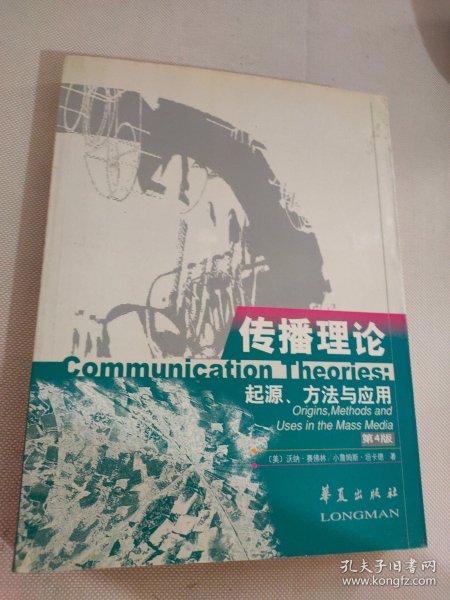 传播理论
Communication Theories:
起源、方法与应用
Origins, Methods and
Uses in the Mass Media
第4版
〔美〕沃纳·赛佛林 / 小詹姆斯·坦卡德 著
华夏出版社
LONGMAN
孔夫子旧书网
www.kongfz.com